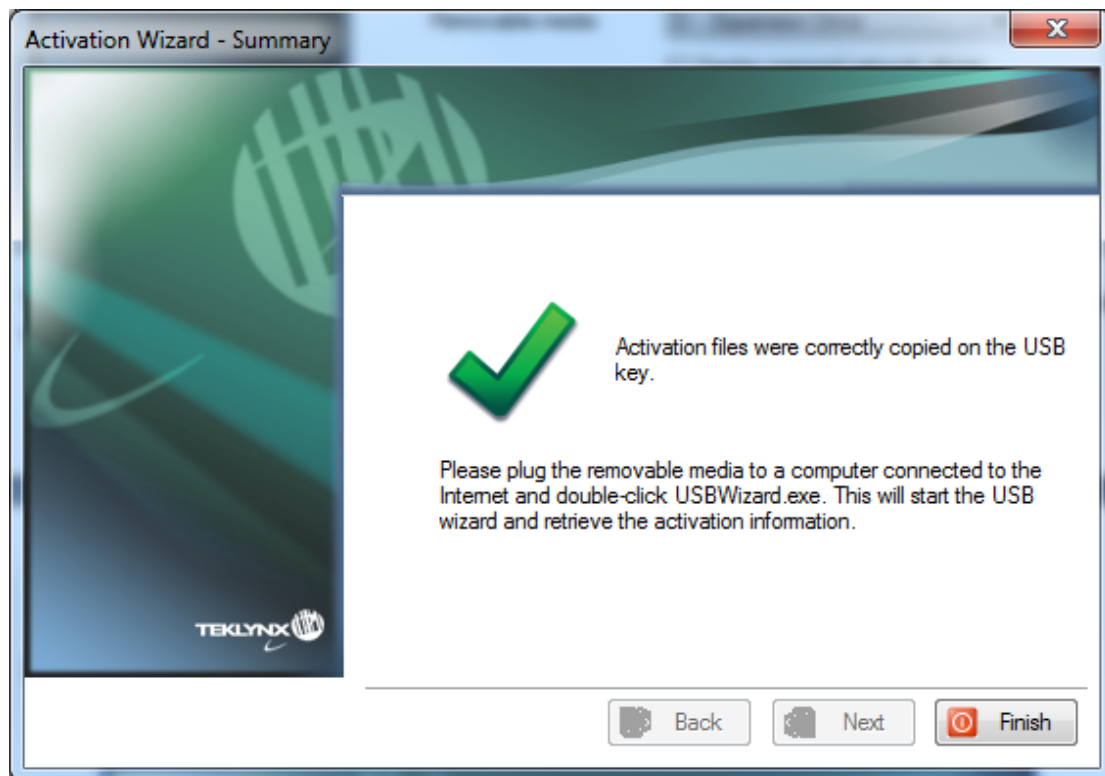 Activation Wizard - Summary
Activation files were correctly copied on the USB
key.
Please plug the removable media to a computer connected to the
Internet and double-click USBWizard.exe. This will start the USB
wizard and retrieve the activation information.
TEKLYNX
Back
Next
Finish